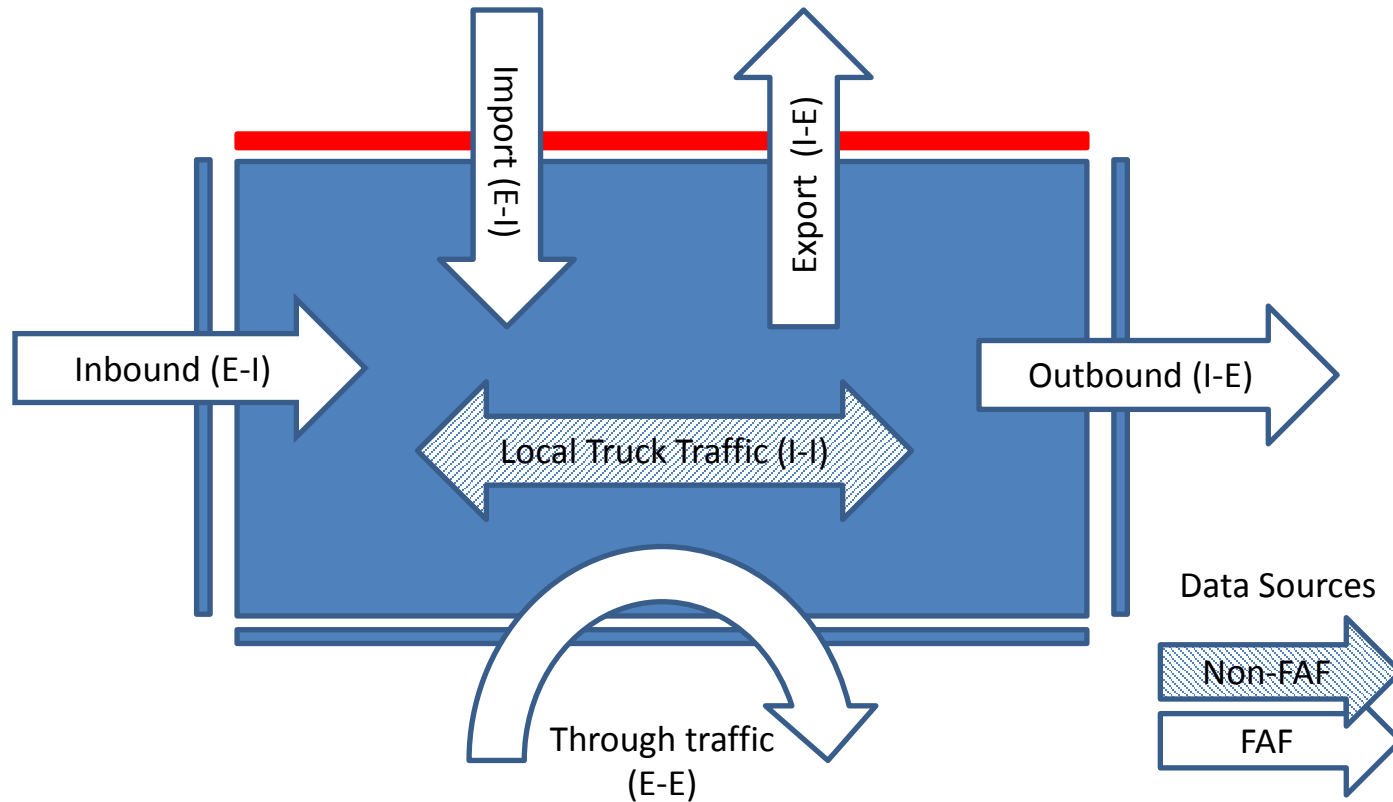 Import (E-I)
Export (I-E)
Inbound (E-I)
Outbound (I-E)
Local Truck Traffic (I-I)
Through traffic
(E-E)
Data Sources
Non-FAF
FAF